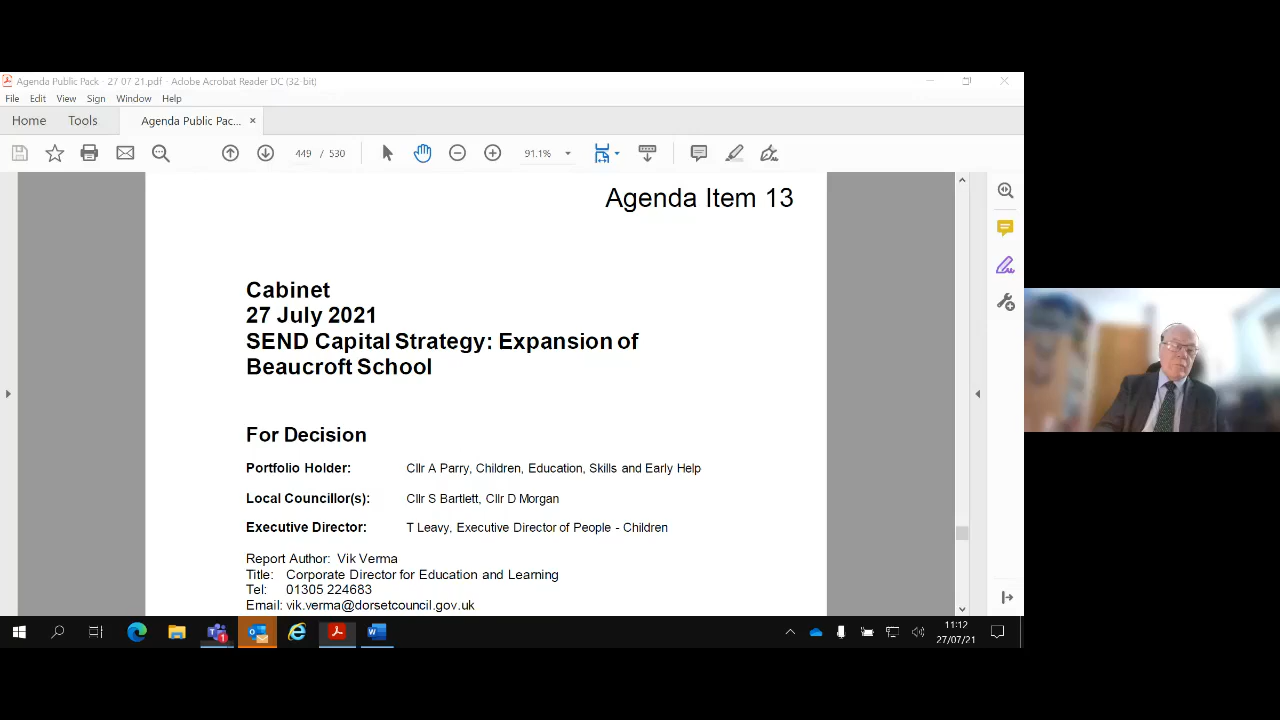 Agenda Public Pack - 27 07 21.pdf - Adobe Acrobat Reader DC (32-bit)
File Edit View Sign Window Help
Home Tools Agenda Public Pac... ×
449 / 530 91.1%
Agenda Item 13
Cabinet
27 July 2021
SEND Capital Strategy: Expansion of
Beaucroft School
For Decision
Portfolio Holder: Cllr A Parry, Children, Education, Skills and Early Help
Local Councillor(s): Cllr S Bartlett, Cllr D Morgan
Executive Director: T Leavy, Executive Director of People - Children
Report Author: Vik Verma
Title: Corporate Director for Education and Learning
Tel: 01305 224683
Email: vik.verma@dorsetcouncil.gov.uk
11:12
27/07/21